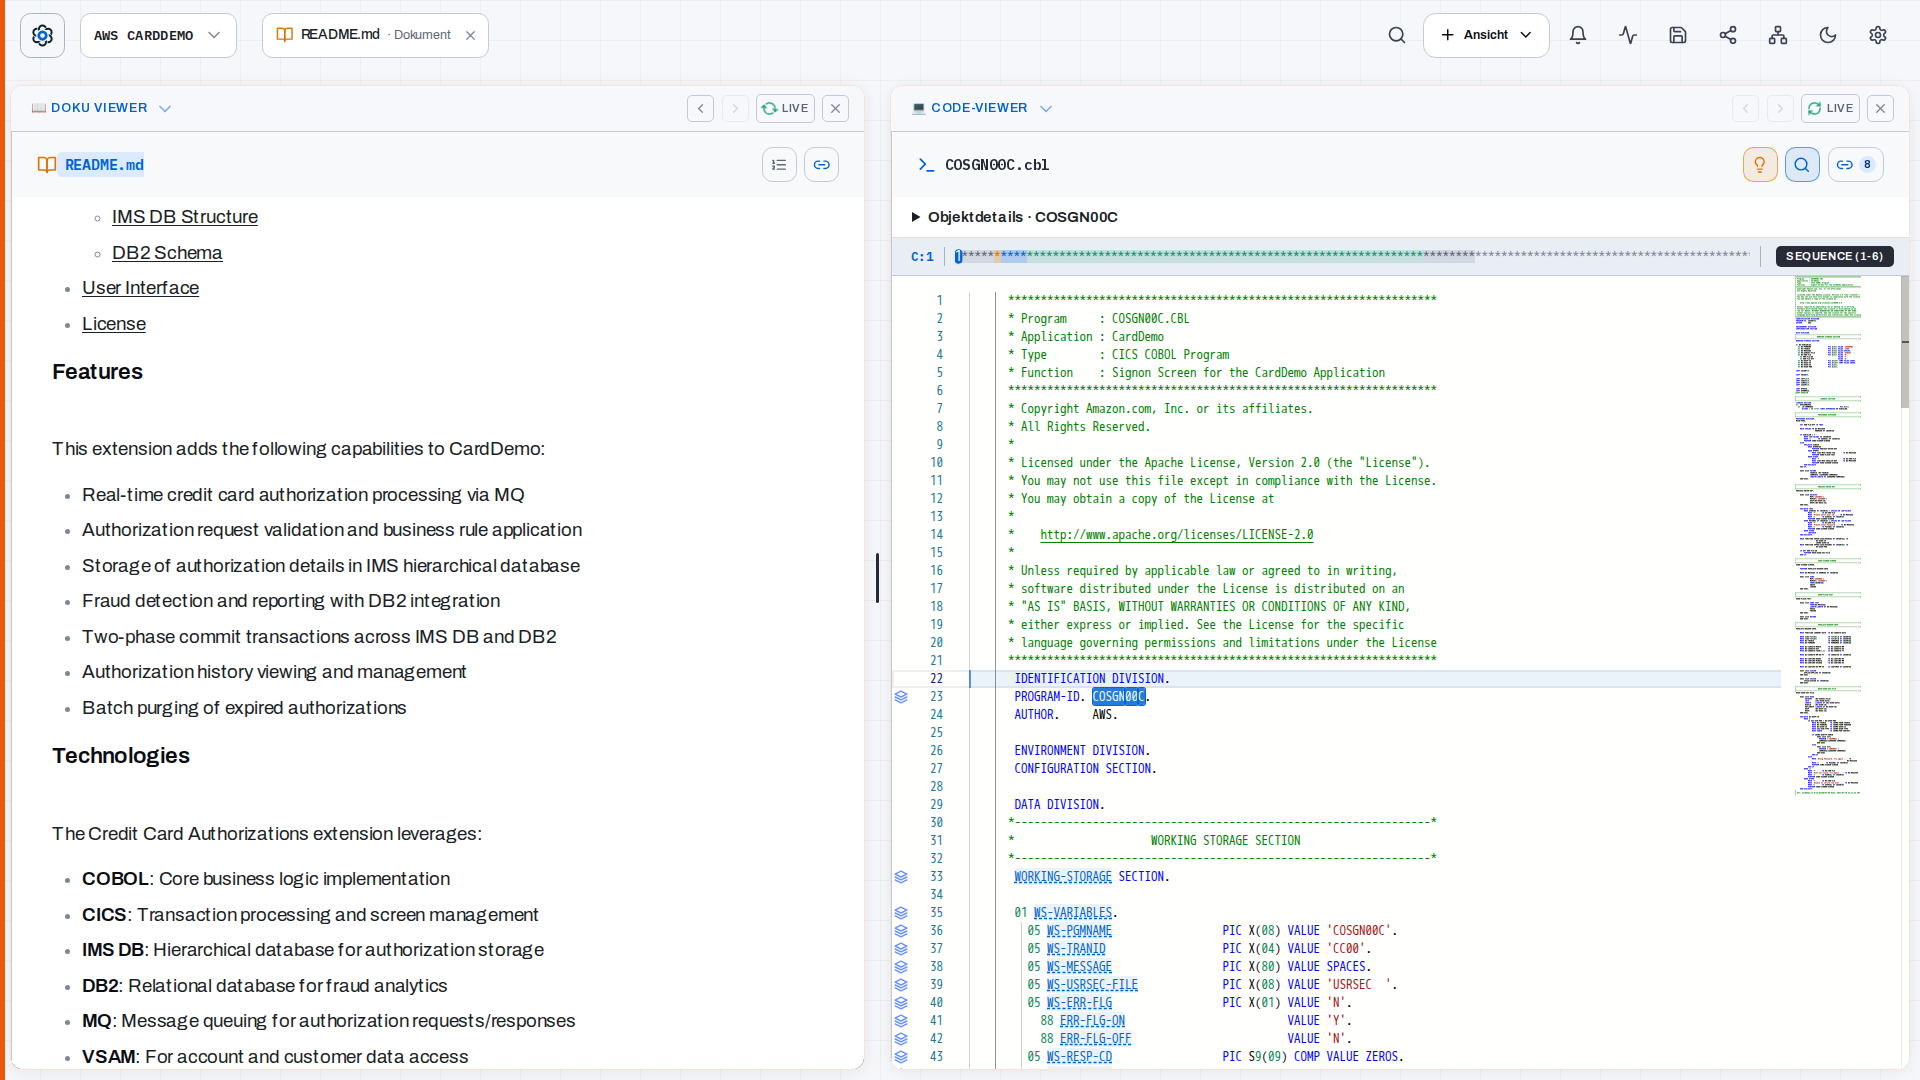 AWS CARDDEMO
README.md · Dokument
Ansicht
DOKU VIEWER
LIVE
README.md
IMS DB Structure
DB2 Schema
User Interface
License
Features
This extension adds the following capabilities to CardDemo:
Real-time credit card authorization processing via MQ
Authorization request validation and business rule application
Storage of authorization details in IMS hierarchical database
Fraud detection and reporting with DB2 integration
Two-phase commit transactions across IMS DB and DB2
Authorization history viewing and management
Batch purging of expired authorizations
Technologies
The Credit Card Authorizations extension leverages:
COBOL: Core business logic implementation
CICS: Transaction processing and screen management
IMS DB: Hierarchical database for authorization storage
DB2: Relational database for fraud analytics
MQ: Message queuing for authorization requests/responses
VSAM: For account and customer data access
CODE-VIEWER
LIVE
COSGN00C.cbl
8
Objektdetails · COSGN00C
C:1
SEQUENCE (1-6)
1 ******************************************************************
2 * Program : COSGN00C.CBL
3 * Application : CardDemo
4 * Type : CICS COBOL Program
5 * Function : Signon Screen for the CardDemo Application
6 ******************************************************************
7 * Copyright Amazon.com, Inc. or its affiliates.
8 * All Rights Reserved.
9 *
10 * Licensed under the Apache License, Version 2.0 (the "License").
11 * You may not use this file except in compliance with the License.
12 * You may obtain a copy of the License at
13 *
14 * http://www.apache.org/licenses/LICENSE-2.0
15 *
16 * Unless required by applicable law or agreed to in writing,
17 * software distributed under the License is distributed on an
18 * "AS IS" BASIS, WITHOUT WARRANTIES OR CONDITIONS OF ANY KIND,
19 * either express or implied. See the License for the specific
20 * language governing permissions and limitations under the License
21 ******************************************************************
22 IDENTIFICATION DIVISION.
23 PROGRAM-ID. COSGN00C.
24 AUTHOR. AWS.
25
26 ENVIRONMENT DIVISION.
27 CONFIGURATION SECTION.
28
29 DATA DIVISION.
30 *----------------------------------------------------------------*
31 * WORKING STORAGE SECTION
32 *----------------------------------------------------------------*
33 WORKING-STORAGE SECTION.
34
35 01 WS-VARIABLES.
36 05 WS-PGMNAME PIC X(08) VALUE 'COSGN00C'.
37 05 WS-TRANID PIC X(04) VALUE 'CC00'.
38 05 WS-MESSAGE PIC X(80) VALUE SPACES.
39 05 WS-USRSEC-FILE PIC X(08) VALUE 'USRSEC  '.
40 05 WS-ERR-FLG PIC X(01) VALUE 'N'.
41 88 ERR-FLG-ON VALUE 'Y'.
42 88 ERR-FLG-OFF VALUE 'N'.
43 05 WS-RESP-CD PIC S9(09) COMP VALUE ZEROS.